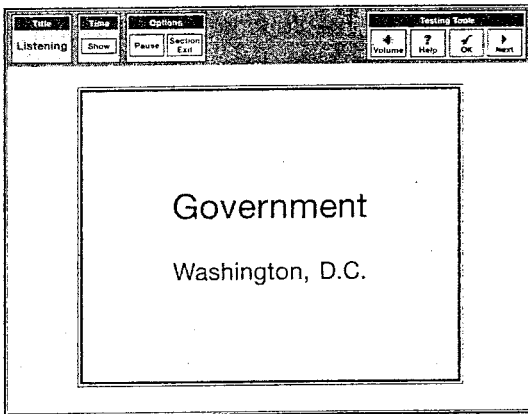 Title
Time
Options
Testing Tools
Listening
Show
Pause
Section
Exit
Volume
?
Help
OK
Next
Government
Washington, D.C.